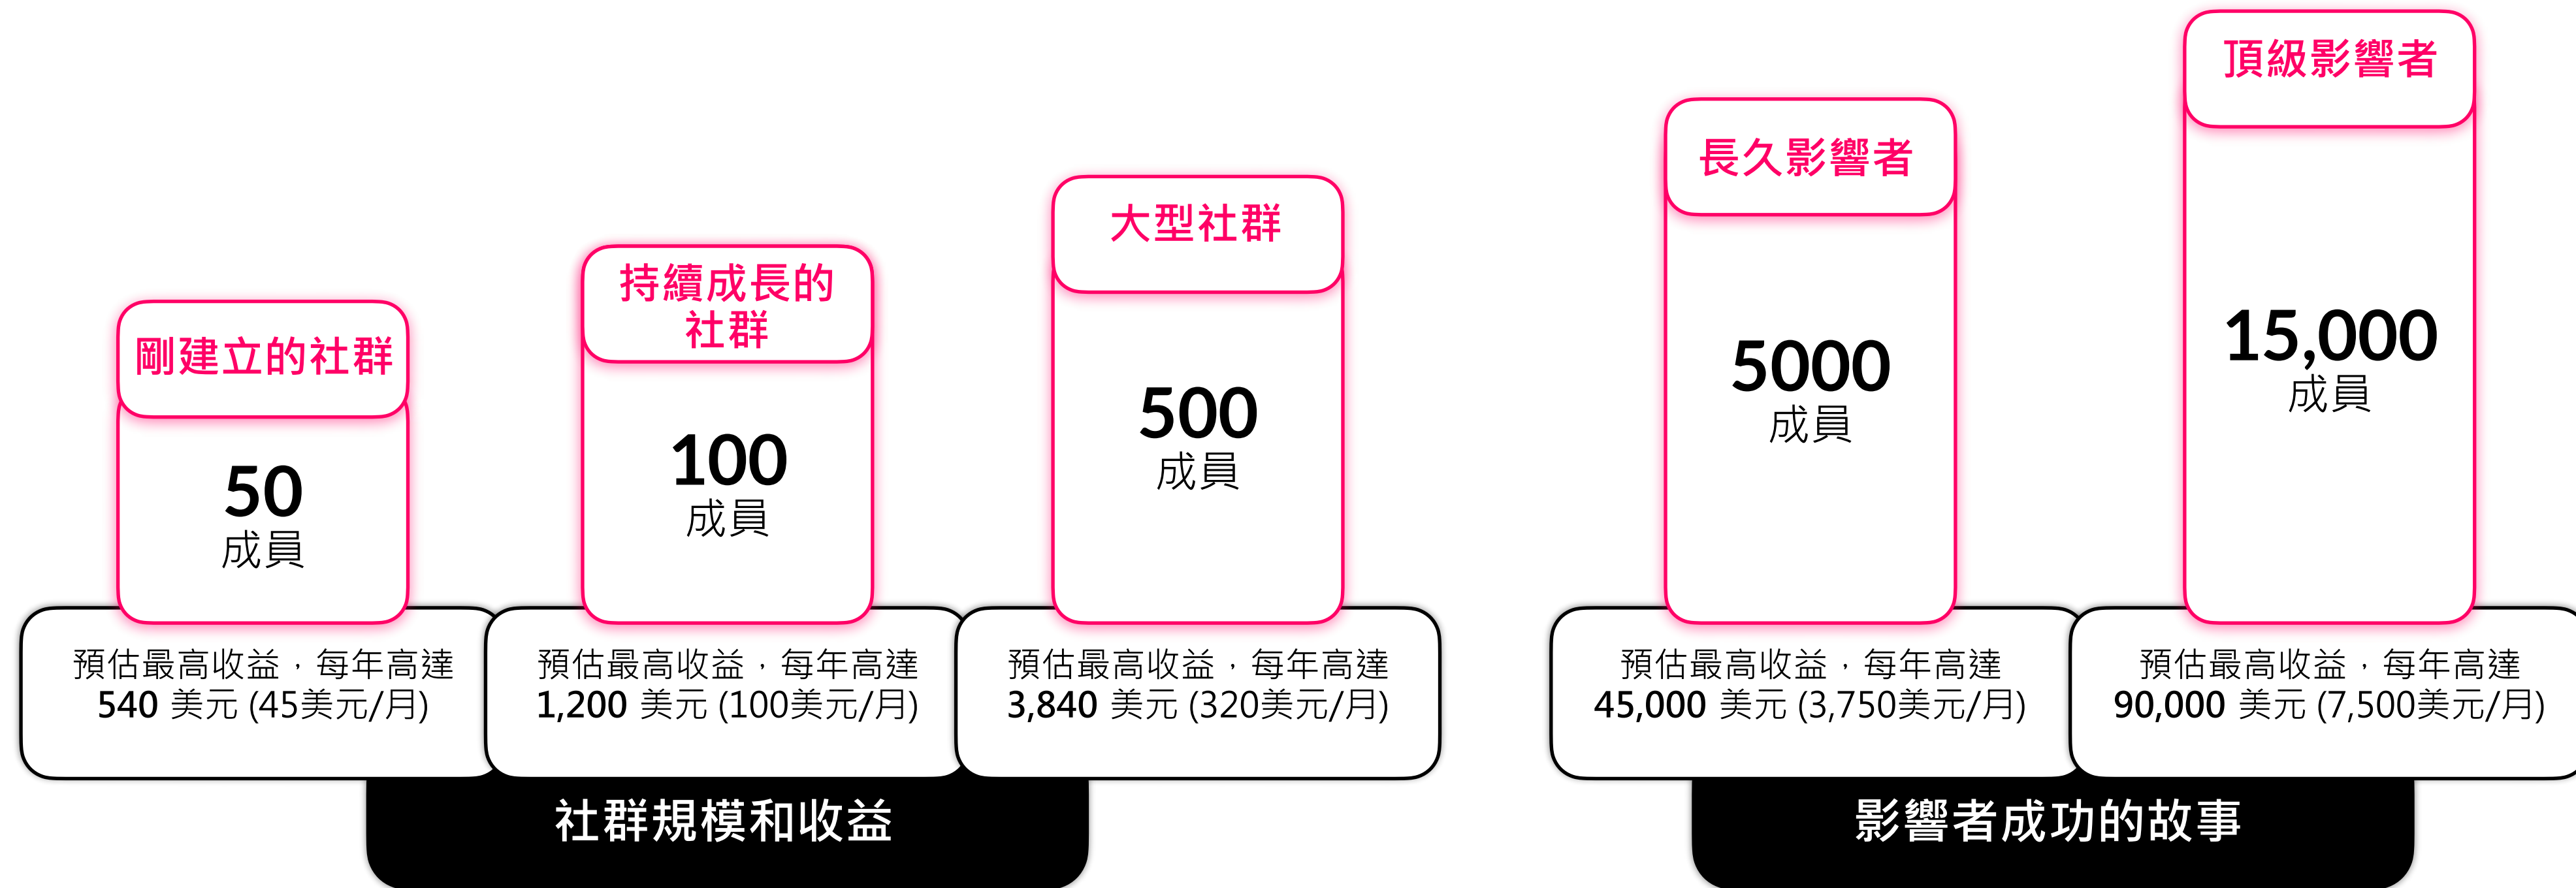 剛建立的社群
50
成員
預估最高收益，每年高達
540 美元 (45美元/月)
持續成長的
社群
100
成員
預估最高收益，每年高達
1,200 美元 (100美元/月)
大型社群
500
成員
預估最高收益，每年高達
3,840 美元 (320美元/月)
社群規模和收益
長久影響者
5000
成員
預估最高收益，每年高達
45,000 美元 (3,750美元/月)
頂級影響者
15,000
成員
預估最高收益，每年高達
90,000 美元 (7,500美元/月)
影響者成功的故事